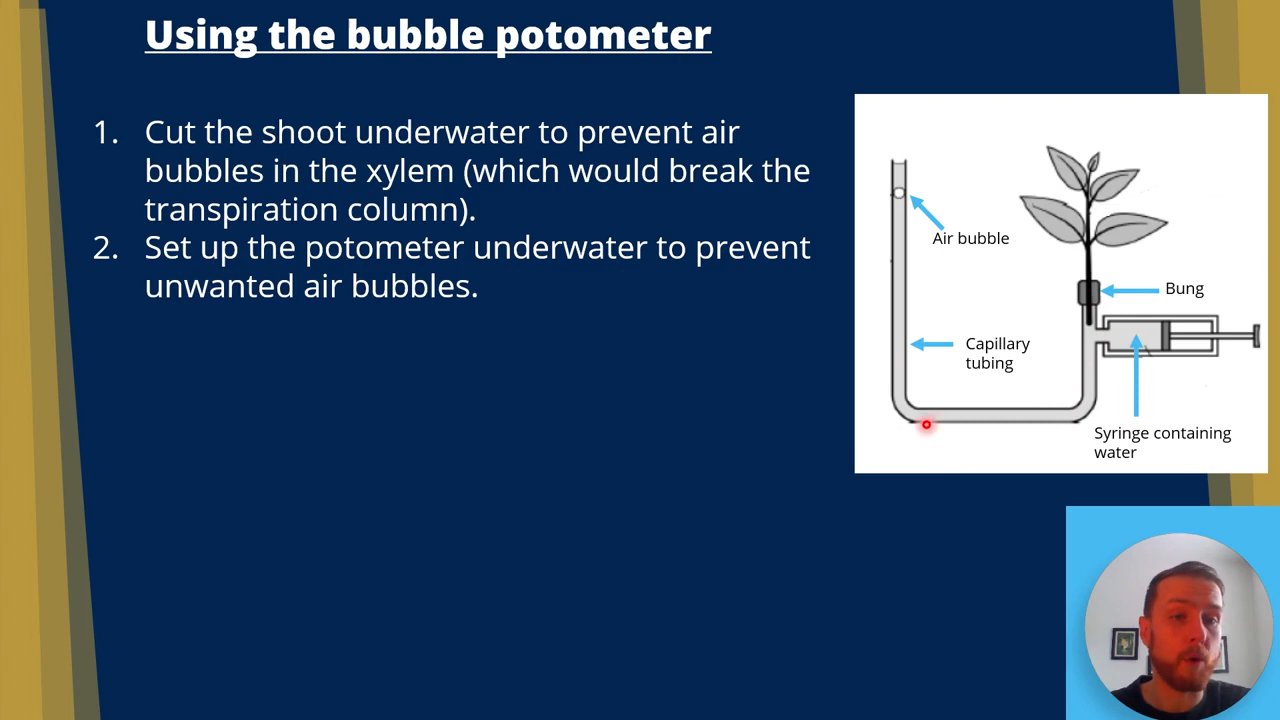 Using the bubble potometer
1. Cut the shoot underwater to prevent air
bubbles in the xylem (which would break the
transpiration column).
2. Set up the potometer underwater to prevent
unwanted air bubbles.
Air bubble
Bung
Capillary
tubing
Syringe containing
water